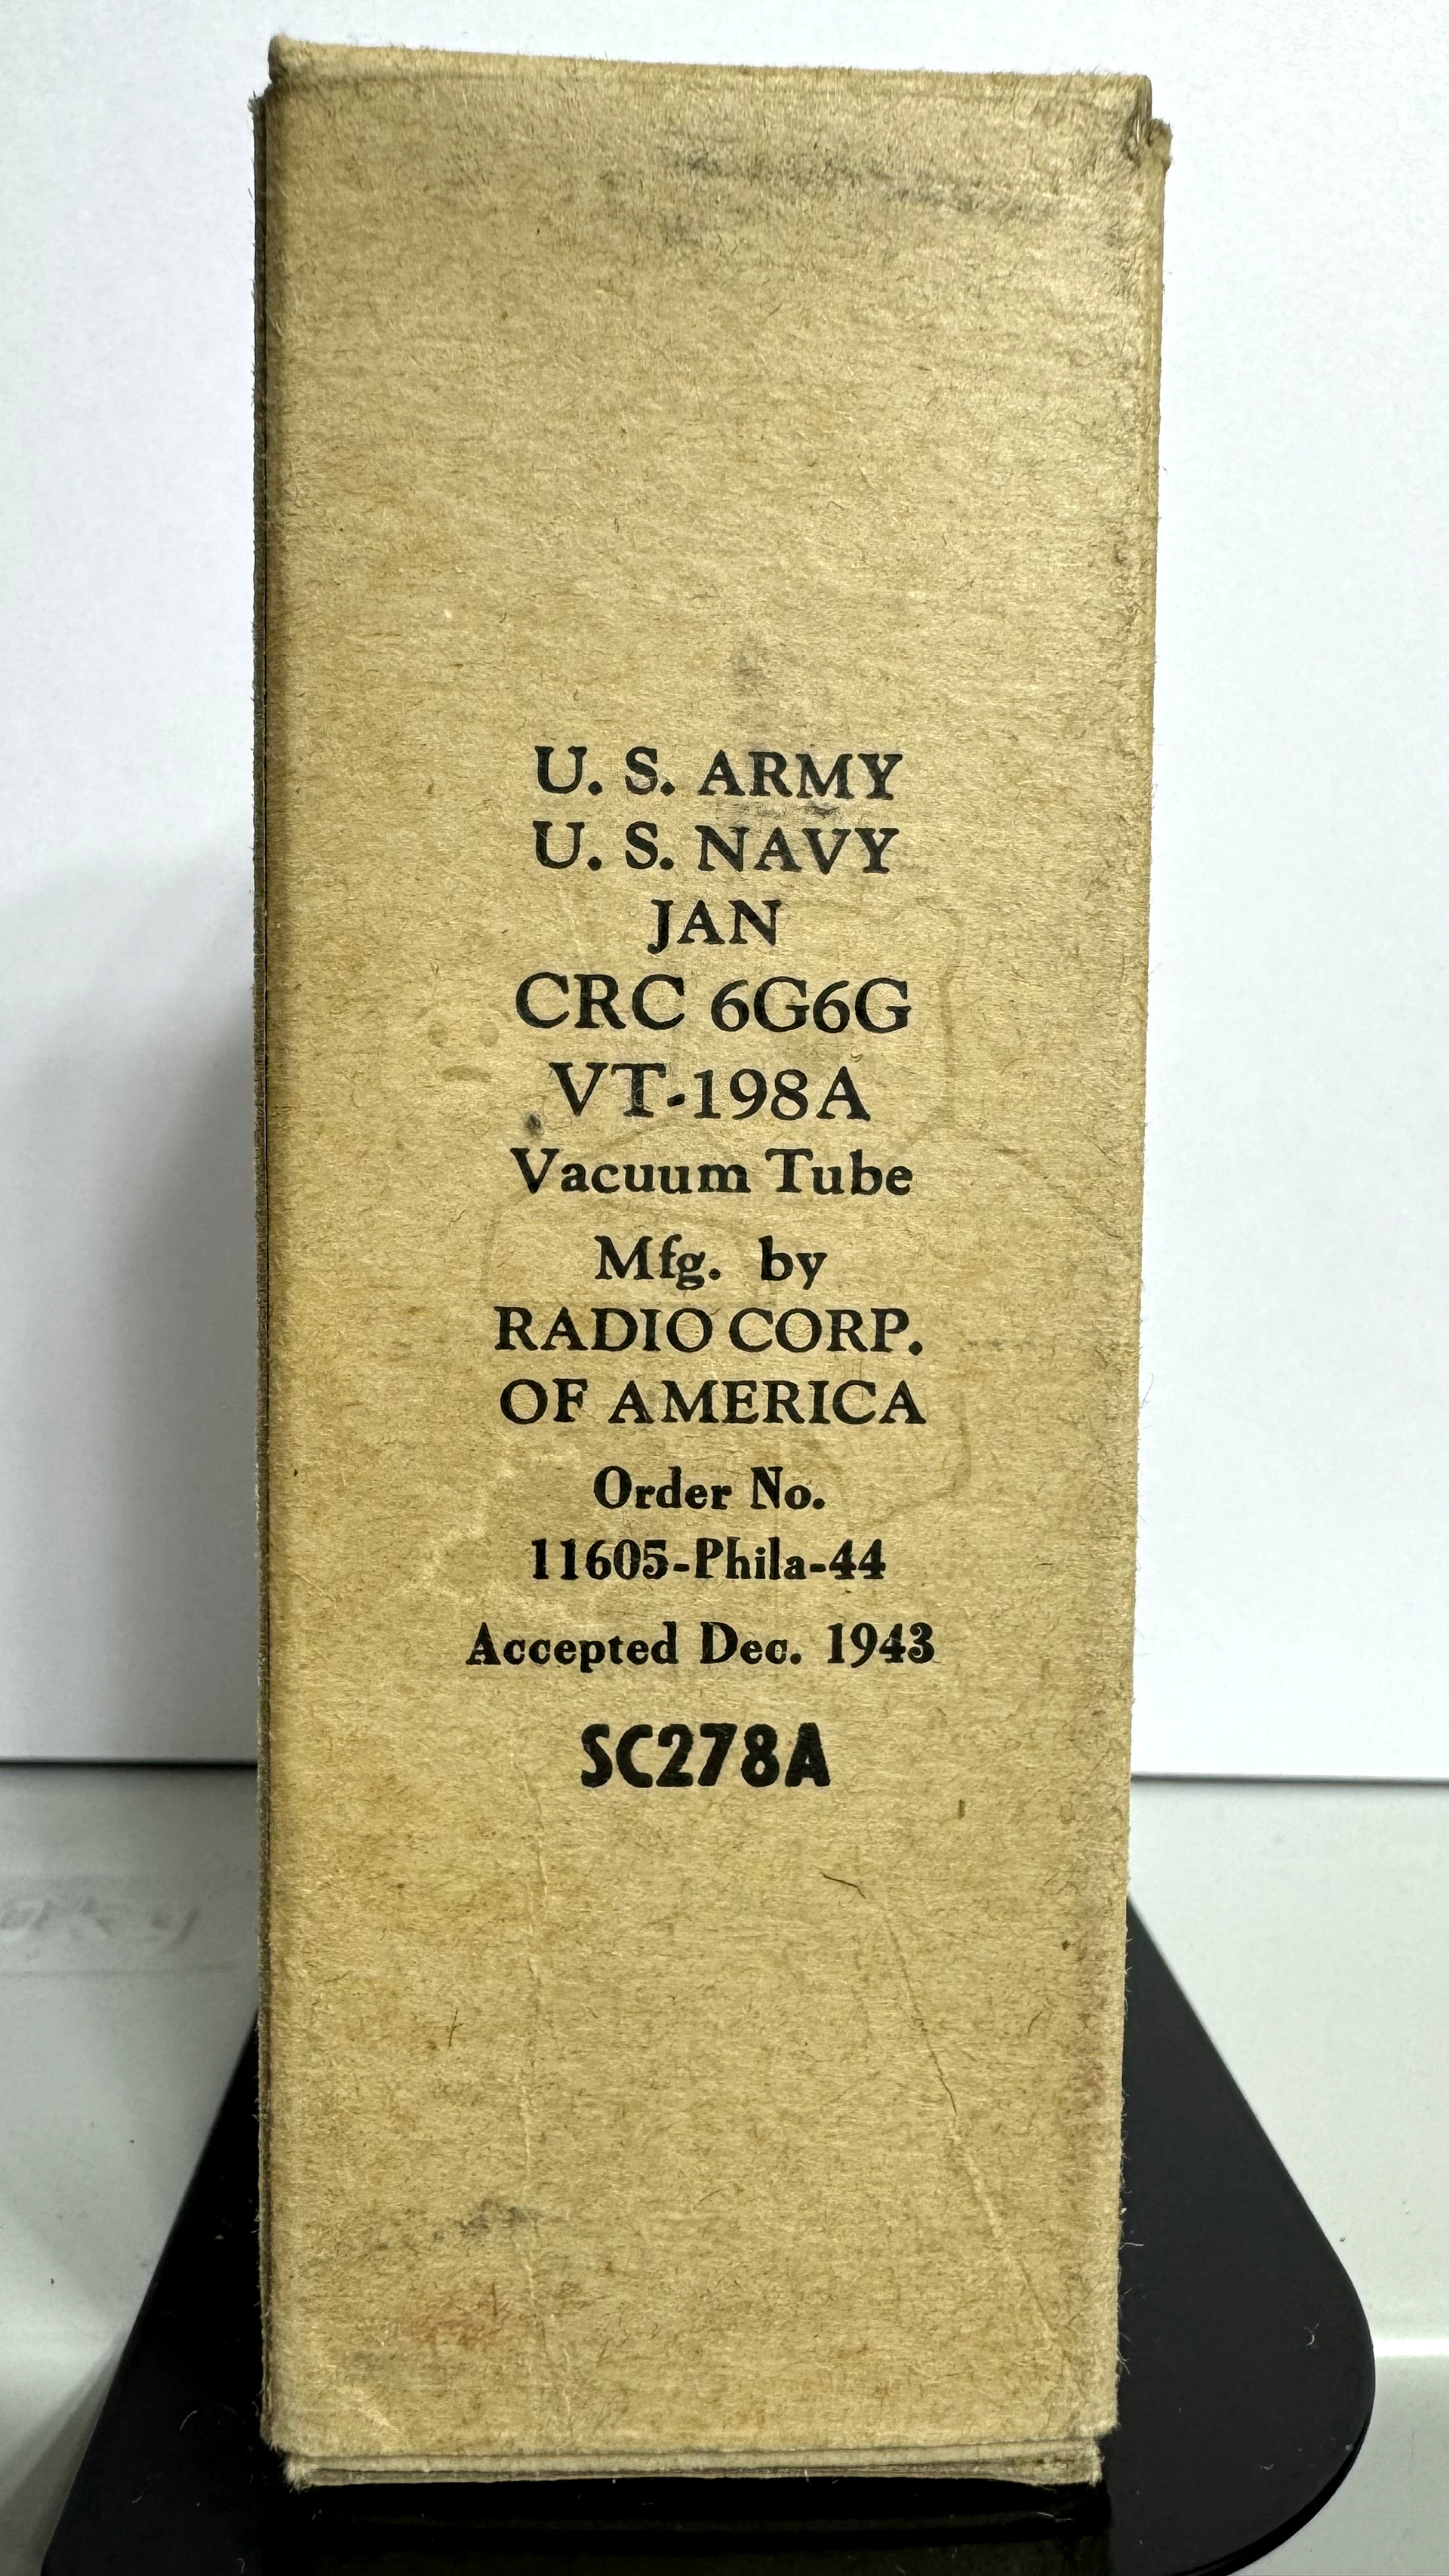 U. S. ARMY
U. S. NAVY
JAN
CRC 6G6G
VT-198A
Vacuum Tube
Mfg. by
RADIO CORP.
OF AMERICA
Order No.
11605-Phila-44
Accepted Dec. 1943
SC278A